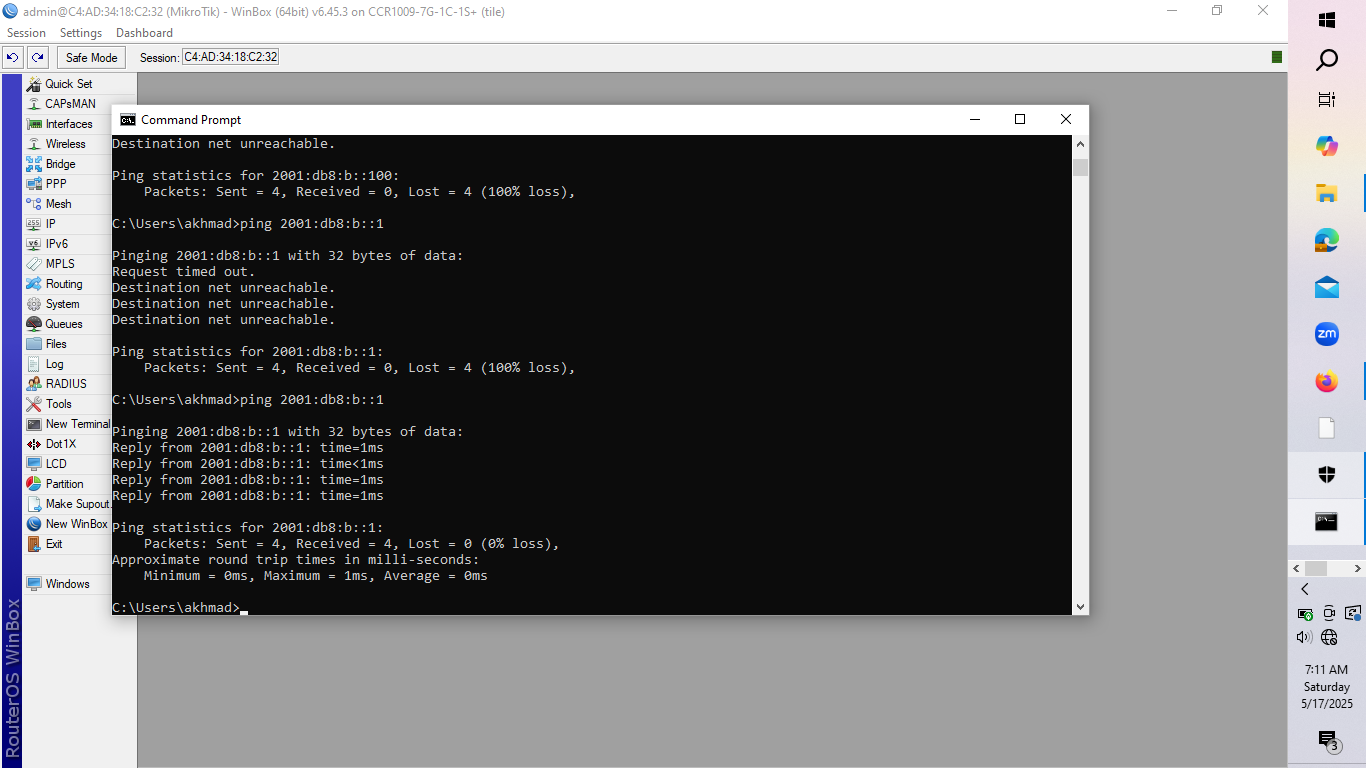 admin@C4:AD:34:18:C2:32 (MikroTik) - WinBox (64bit) v6.45.3 on CCR1009-7G-1C-1S+ (tile)
Session Settings Dashboard
Safe Mode Session: C4:AD:34:18:C2:32
Quick Set
CAPsMAN
Interfaces
Wireless
Bridge
PPP
Mesh
IP
IPv6
MPLS
Routing
System
Queues
Files
Log
RADIUS
Tools
New Terminal
Dot1X
LCD
Partition
Make Supout.
New WinBox
Exit
Windows
RouterOS WinBox
Command Prompt
Destination net unreachable.
Ping statistics for 2001:db8:b::100:
Packets: Sent = 4, Received = 0, Lost = 4 (100% loss),
C:\Users\akhmad>ping 2001:db8:b::1
Pinging 2001:db8:b::1 with 32 bytes of data:
Request timed out.
Destination net unreachable.
Destination net unreachable.
Destination net unreachable.
Ping statistics for 2001:db8:b::1:
Packets: Sent = 4, Received = 0, Lost = 4 (100% loss),
C:\Users\akhmad>ping 2001:db8:b::1
Pinging 2001:db8:b::1 with 32 bytes of data:
Reply from 2001:db8:b::1: time=1ms
Reply from 2001:db8:b::1: time<1ms
Reply from 2001:db8:b::1: time=1ms
Reply from 2001:db8:b::1: time=1ms
Ping statistics for 2001:db8:b::1:
Packets: Sent = 4, Received = 4, Lost = 0 (0% loss),
Approximate round trip times in milli-seconds:
Minimum = 0ms, Maximum = 1ms, Average = 0ms
C:\Users\akhmad>
zm
7:11 AM
Saturday
5/17/2025
3